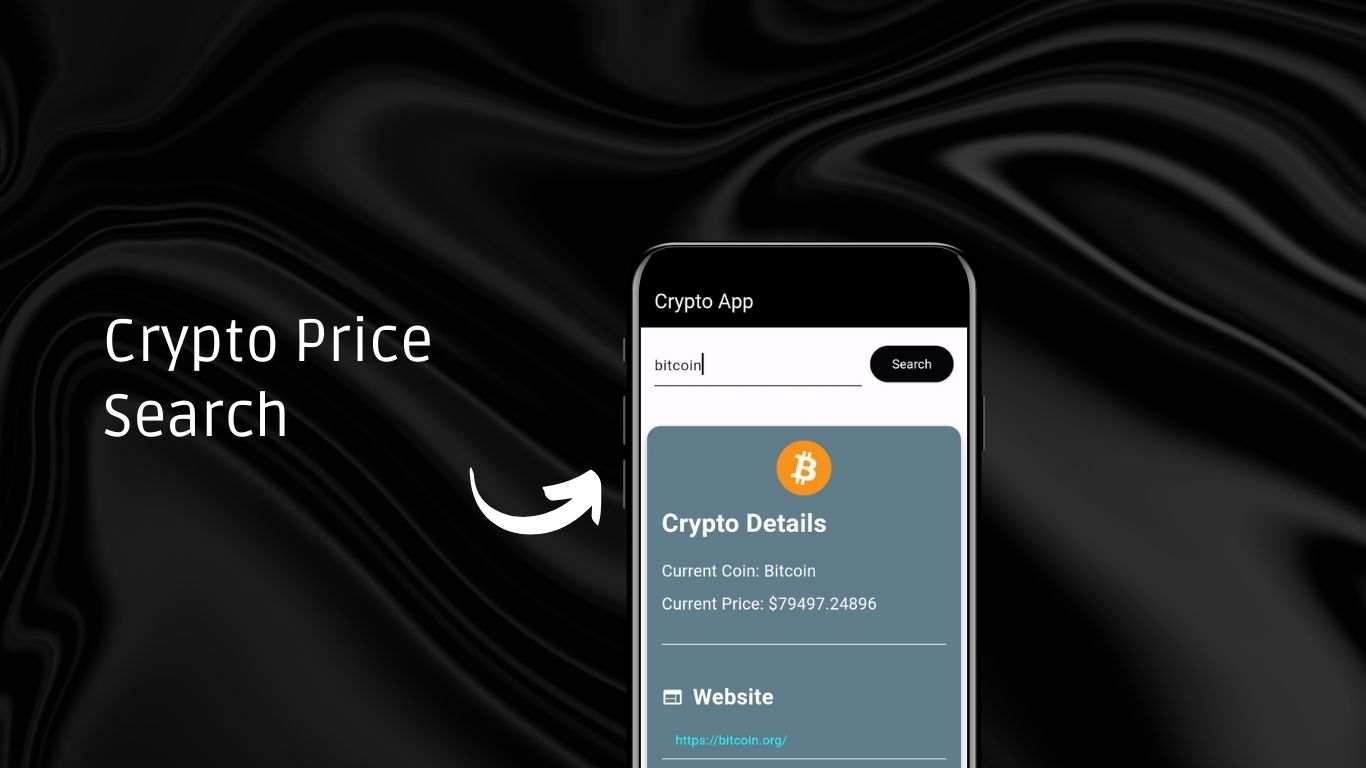 Crypto Price
Search
Crypto App
bitcoin
Search
Crypto Details
Current Coin: Bitcoin
Current Price: $79497.24896
Website
https://bitcoin.org/